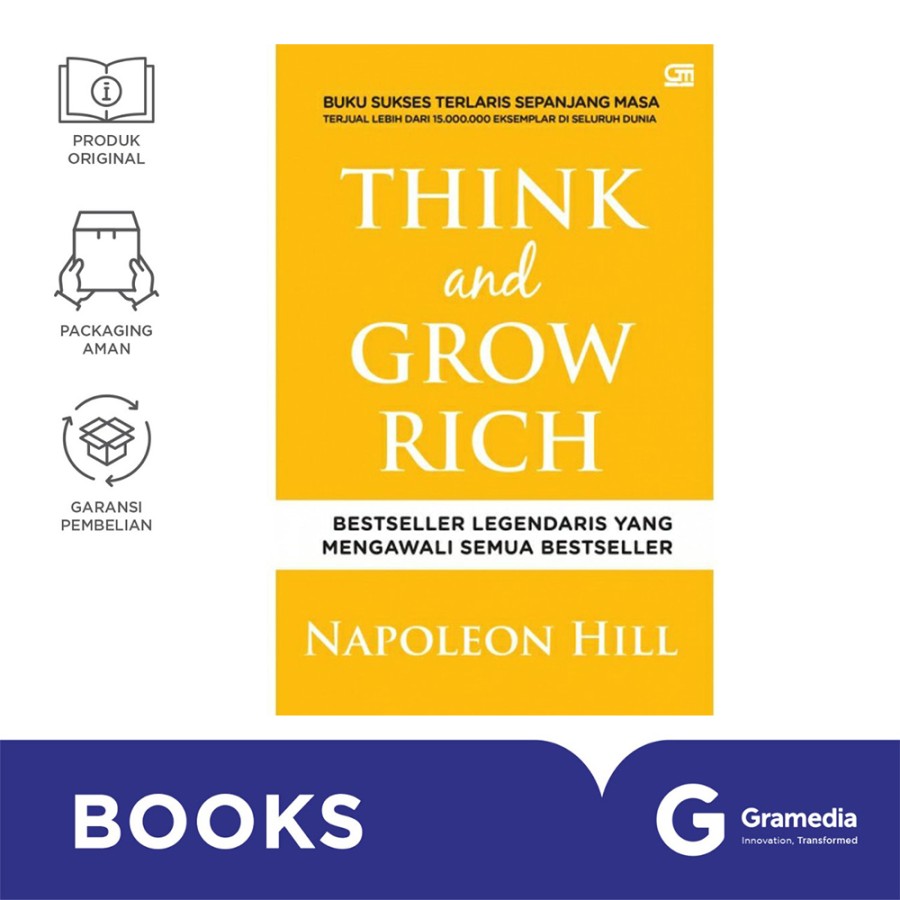 PRODUK
ORIGINAL
PACKAGING
AMAN
GARANSI
PEMBELIAN
GM
BUKU SUKSES TERLARIS SEPANJANG MASA
TERJUAL LEBIH DARI 15.000.000 EKSEMPLAR DI SELURUH DUNIA
THINK
and
GROW
RICH
BESTSELLER LEGENDARIS YANG
MENGAWALI SEMUA BESTSELLER
NAPOLEON HILL
BOOKS
G Gramedia
Innovation, Transformed